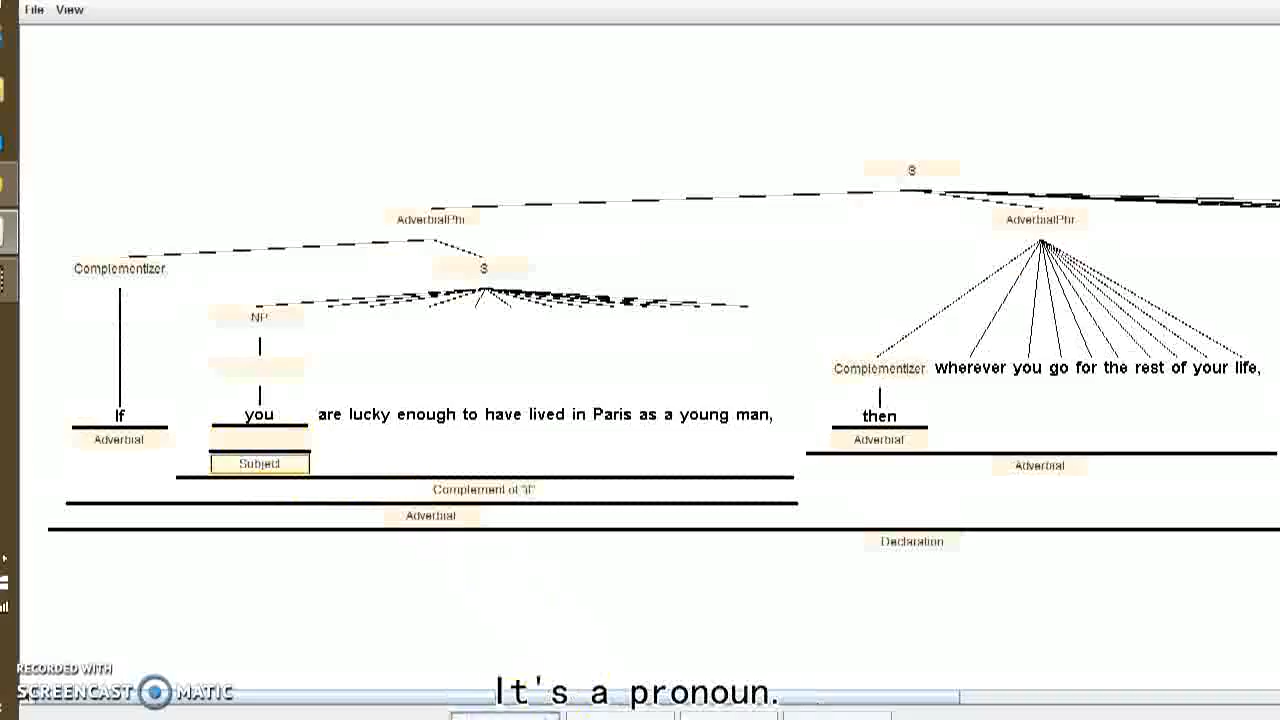 File View
S
AdverbialPhr AdverbialPhr
Complementizer S
NP
Complementizer wherever you go for the rest of your life,
If you are lucky enough to have lived in Paris as a young man, then
Adverbial Adverbial
Subject Adverbial
Complement of "if"
Adverbial
Declaration
RECORDED WITH
SCREENCAST MATIC
It's a pronoun.